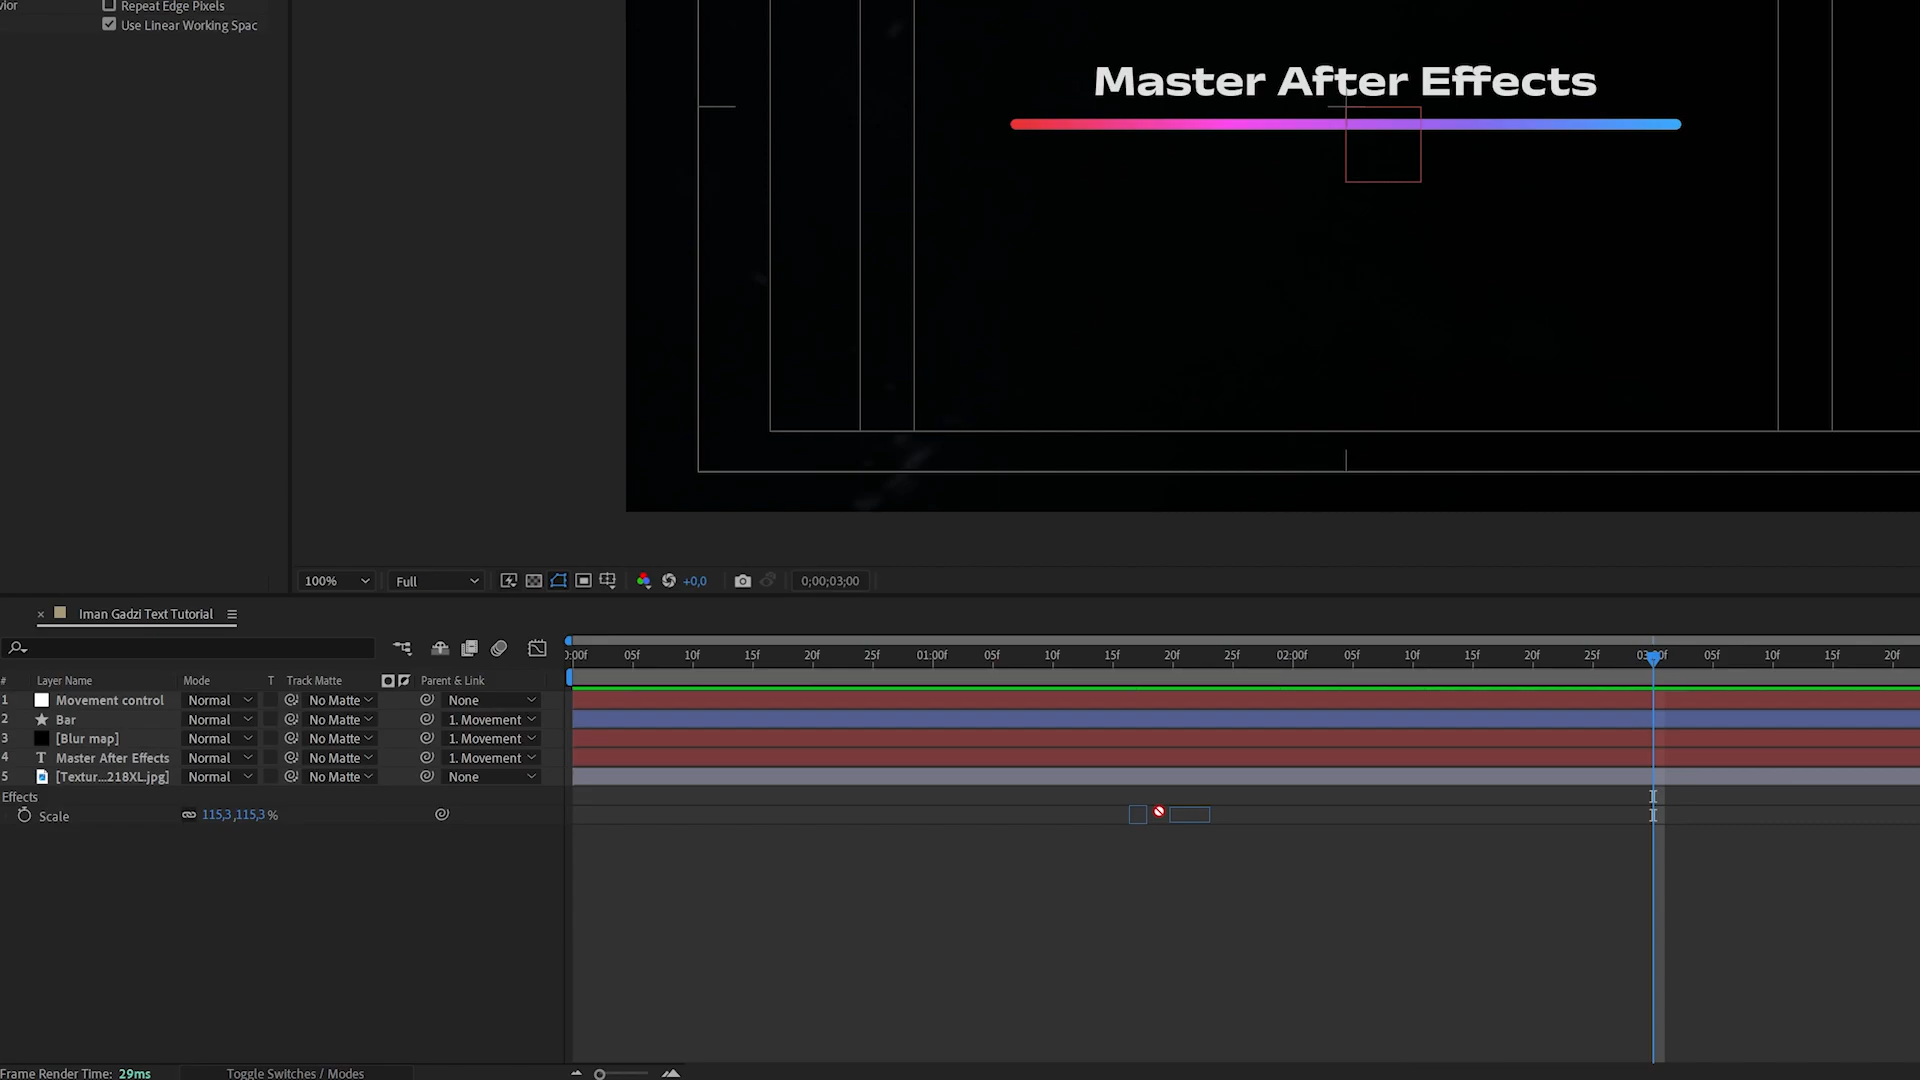 vior
Repeat Edge Pixels
Use Linear Working Spac
Master After Effects
100%
Full
+0,0
0;00;03;00
× Iman Gadzi Text Tutorial
0:00f 05f 10f 15f 20f 25f 01:00f 05f 10f 15f 20f 25f 02:00f 05f 10f 15f 20f 25f 03:00f 05f 10f 15f 20f
# Layer Name Mode T Track Matte Parent & Link
1 Movement control Normal No Matte None
2 Bar Normal No Matte 1. Movement
3 [Blur map] Normal No Matte 1. Movement
4 T Master After Effects Normal No Matte 1. Movement
5 [Textur...218XL.jpg] Normal No Matte None
Effects
Scale 115,3,115,3 %
Frame Render Time: 29ms
Toggle Switches / Modes